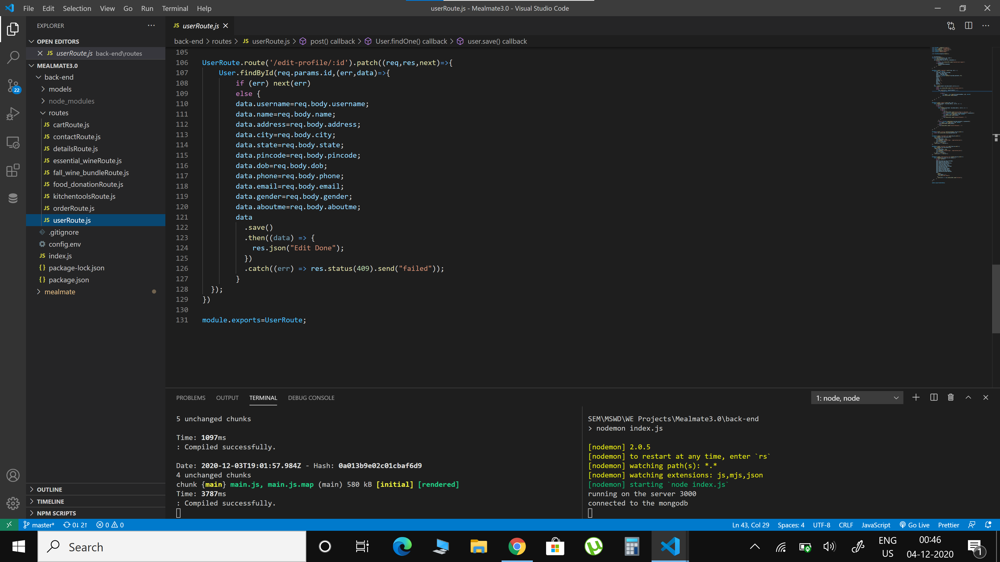 File Edit Selection View Go Run Terminal Help
userRoute.js - Mealmate3.0 - Visual Studio Code
EXPLORER
OPEN EDITORS
JS userRoute.js back-end\routes
MEALMATE3.0
back-end
models
node_modules
routes
JS cartRoute.js
JS contactRoute.js
JS detailsRoute.js
JS essential_wineRoute.js
JS fall_wine_bundleRoute.js
JS food_donationRoute.js
JS kitchentoolsRoute.js
JS orderRoute.js
JS userRoute.js
.gitignore
config.env
JS index.js
{} package-lock.json
{} package.json
mealmate
22
OUTLINE
TIMELINE
NPM SCRIPTS
JS userRoute.js
back-end > routes > JS userRoute.js > post() callback > User.findOne() callback > user.save() callback
105
106 UserRoute.route('/edit-profile/:id').patch((req,res,next)=>{
107 User.findById(req.params.id,(err,data)=>{
108 if (err) next(err)
109 else {
110 data.username=req.body.username;
111 data.name=req.body.name;
112 data.address=req.body.address;
113 data.city=req.body.city;
114 data.state=req.body.state;
115 data.pincode=req.body.pincode;
116 data.dob=req.body.dob;
117 data.phone=req.body.phone;
118 data.email=req.body.email;
119 data.gender=req.body.gender;
120 data.aboutme=req.body.aboutme;
121 data
122 .save()
123 .then((data) => {
124 res.json("Edit Done");
125 })
126 .catch((err) => res.status(409).send("failed"));
127 }
128 });
129 })
130
131 module.exports=UserRoute;
PROBLEMS OUTPUT TERMINAL DEBUG CONSOLE
1: node, node
5 unchanged chunks
Time: 1097ms
: Compiled successfully.
Date: 2020-12-03T19:01:57.984Z - Hash: 0a013b9e02c01cbaf6d9
4 unchanged chunks
chunk {main} main.js, main.js.map (main) 580 kB [initial] [rendered]
Time: 3787ms
: Compiled successfully.
SEM\MSWD\WE Projects\Mealmate3.0\back-end
> nodemon index.js
[nodemon] 2.0.5
[nodemon] to restart at any time, enter `rs`
[nodemon] watching path(s): *.*
[nodemon] watching extensions: js,mjs,json
[nodemon] starting `node index.js`
running on the server 3000
connected to the mongodb
master* 0↓ 2↑ 0 0
Ln 43, Col 29 Spaces: 4 UTF-8 CRLF JavaScript Go Live Prettier
Search
ENG
US
00:46
04-12-2020
1